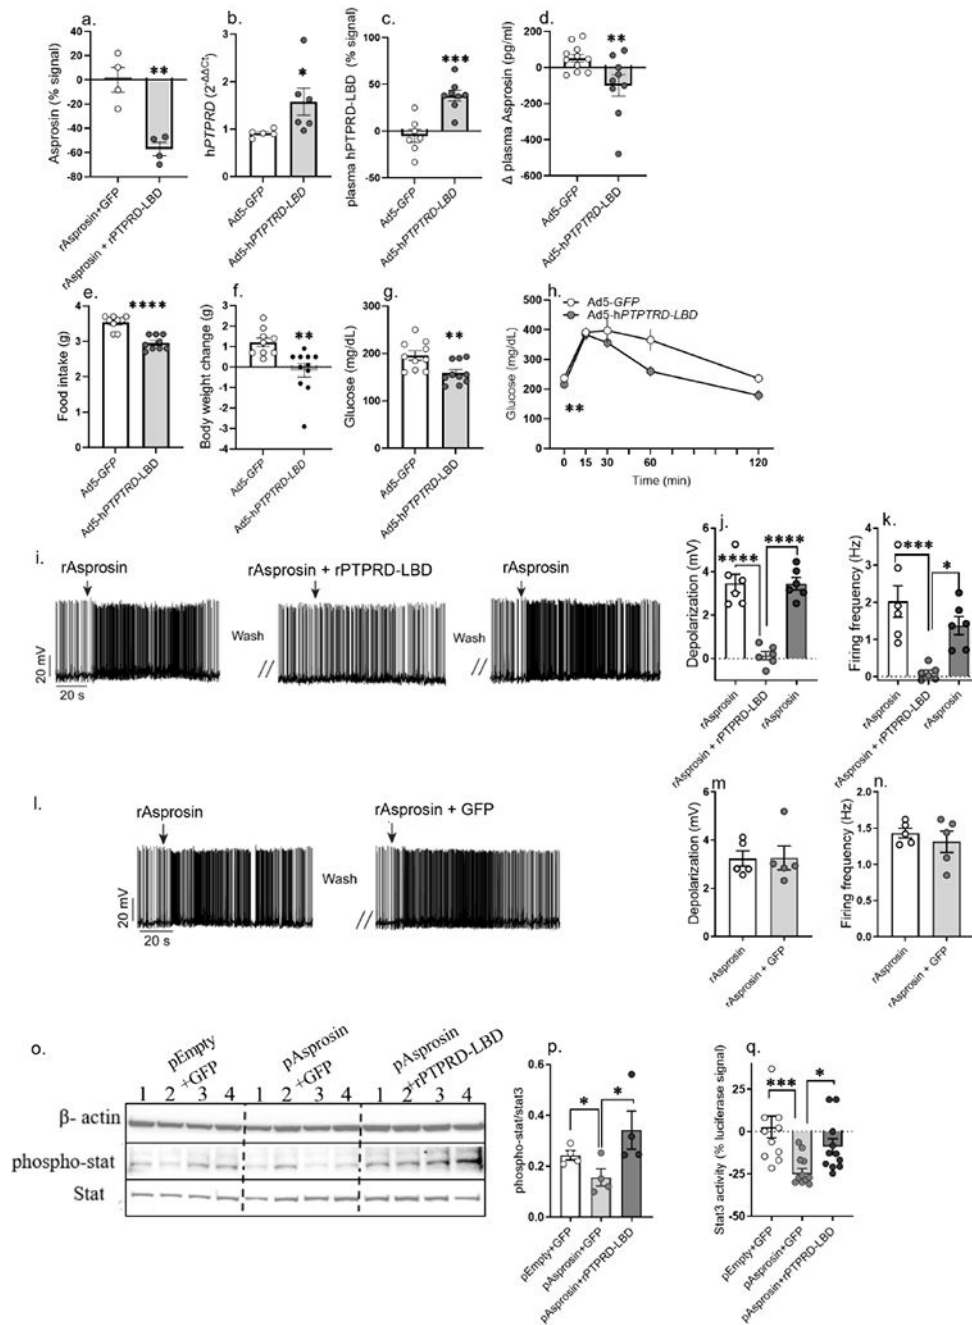 a.
Asprosin (% signal)
40
20
0
-20
-40
-60
-80
**
rAsprosin+GFP
rAsprosin + rPTPRD-LBD
b.
hPTPRD (2^-ΔΔCt)
3
2
1
0
*
Ad5-GFP
Ad5-hPTPTRD-LBD
c.
plasma hPTPRD-LBD (% signal)
100
50
0
-50
***
Ad5-GFP
Ad5-hPTPTRD-LBD
d.
Δ plasma Asprosin (pg/ml)
200
0
-200
-400
-600
**
Ad5-GFP
Ad5-hPTPTRD-LBD
e.
Food intake (g)
4
3
2
1
0
****
Ad5-GFP
Ad5-hPTPTRD-LBD
f.
Body weight change (g)
4
3
2
1
0
-1
-2
-3
-4
**
Ad5-GFP
Ad5-hPTPTRD-LBD
g.
Glucose (mg/dL)
300
200
100
0
**
Ad5-GFP
Ad5-hPTPTRD-LBD
h.
Ad5-GFP
Ad5-hPTPTRD-LBD
Glucose (mg/dL)
500
400
300
200
100
0
**
0 15 30 60 120
Time (min)
i.
rAsprosin
rAsprosin + rPTPRD-LBD
rAsprosin
Wash
Wash
20 mV
20 s
j.
Depolarization (mV)
6
4
2
0
****
****
rAsprosin
rAsprosin + rPTPRD-LBD
rAsprosin
k.
Firing frequency (Hz)
4
3
2
1
0
***
*
rAsprosin
rAsprosin + rPTPRD-LBD
rAsprosin
l.
rAsprosin
rAsprosin + GFP
Wash
20 mV
20 s
m
Depolarization (mV)
6
4
2
0
rAsprosin
rAsprosin + GFP
n.
Firing frequency (Hz)
2.0
1.5
1.0
0.5
0.0
rAsprosin
rAsprosin + GFP
o.
pEmpty
+GFP
pAsprosin
+GFP
pAsprosin
+rPTPRD-LBD
1 2 3 4 1 2 3 4 1 2 3 4
β- actin
phospho-stat
Stat
p.
phospho-stat/stat3
0.6
0.4
0.2
0.0
*
*
pEmpty+GFP
pAsprosin+GFP
pAsprosin+rPTPRD-LBD
q.
Stat3 activity (% luciferase signal)
25
0
-25
-50
***
*
pEmpty+GFP
pAsprosin+GFP
pAsprosin+rPTPRD-LBD